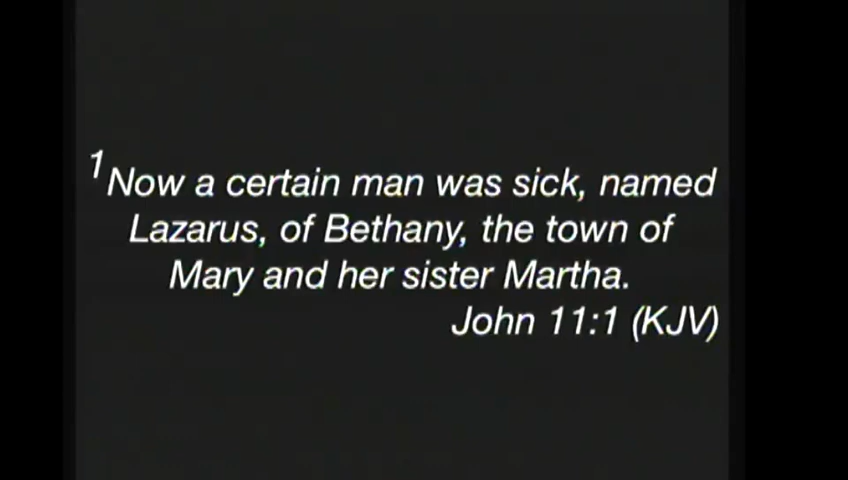 ¹Now a certain man was sick, named
Lazarus, of Bethany, the town of
Mary and her sister Martha.
John 11:1 (KJV)